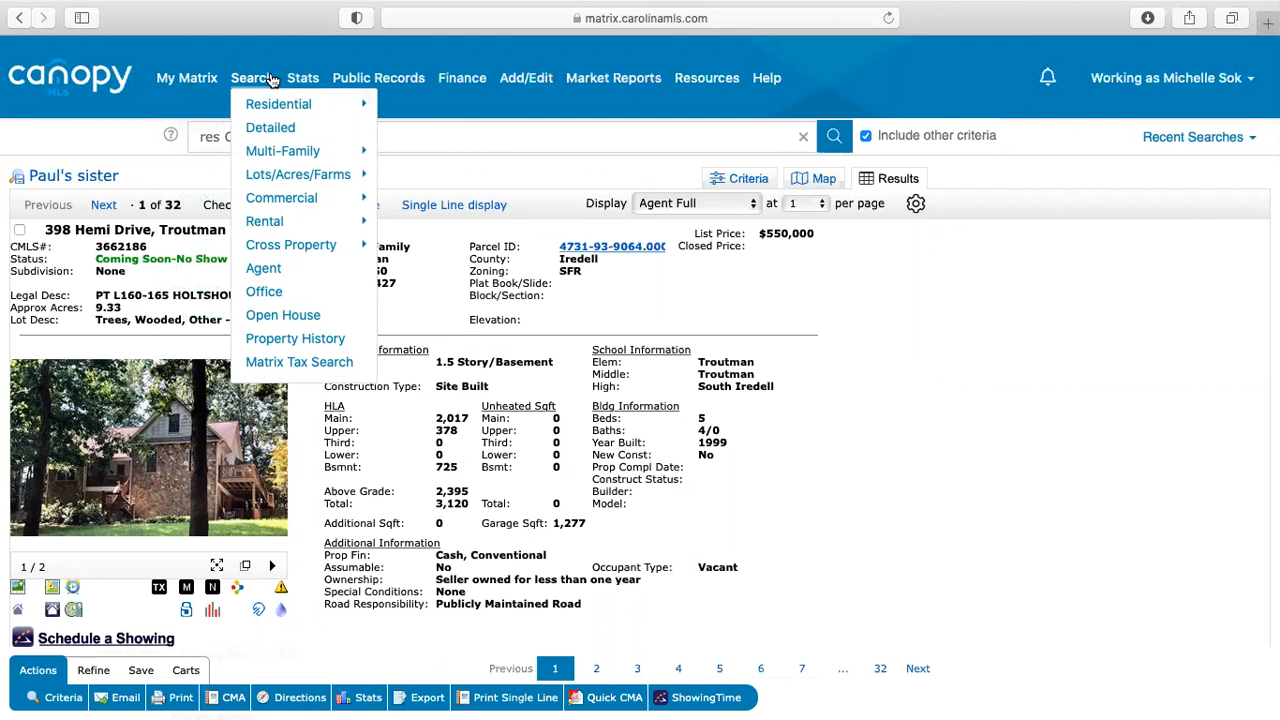 matrix.carolinamls.com
canopy
MLS
My Matrix Search Stats Public Records Finance Add/Edit Market Reports Resources Help Working as Michelle Sok
res Include other criteria Recent Searches
Residential
Detailed
Multi-Family
Lots/Acres/Farms
Commercial
Rental
Cross Property
Agent
Office
Open House
Property History
Matrix Tax Search
Paul's sister Criteria Map Results
Previous Next · 1 of 32 Single Line display Display Agent Full at 1 per page
398 Hemi Drive, Troutman
CMLS#: 3662186
Status: Coming Soon-No Show
Subdivision: None
Legal Desc: PT L160-165 HOLTSHOU
Approx Acres: 9.33
Lot Desc: Trees, Wooded, Other -
Parcel ID: 4731-93-9064.000
County: Iredell
Zoning: SFR
Plat Book/Slide:
Block/Section:
Elevation:
List Price: $550,000
Closed Price:
1.5 Story/Basement
Construction Type: Site Built
School Information
Elem: Troutman
Middle: Troutman
High: South Iredell
HLA Unheated Sqft
Main: 2,017 Main: 0
Upper: 378 Upper: 0
Third: 0 Third: 0
Lower: 0 Lower: 0
Bsmnt: 725 Bsmt: 0
Above Grade: 2,395
Total: 3,120 Total: 0
Additional Sqft: 0 Garage Sqft: 1,277
Bldg Information
Beds: 5
Baths: 4/0
Year Built: 1999
New Const: No
Prop Compl Date:
Construct Status:
Builder:
Model:
Additional Information
Prop Fin: Cash, Conventional
Assumable: No Occupant Type: Vacant
Ownership: Seller owned for less than one year
Special Conditions: None
Road Responsibility: Publicly Maintained Road
1 / 2
TX M N
Schedule a Showing
Actions Refine Save Carts Previous 1 2 3 4 5 6 7 ... 32 Next
Criteria Email Print CMA Directions Stats Export Print Single Line Quick CMA ShowingTime